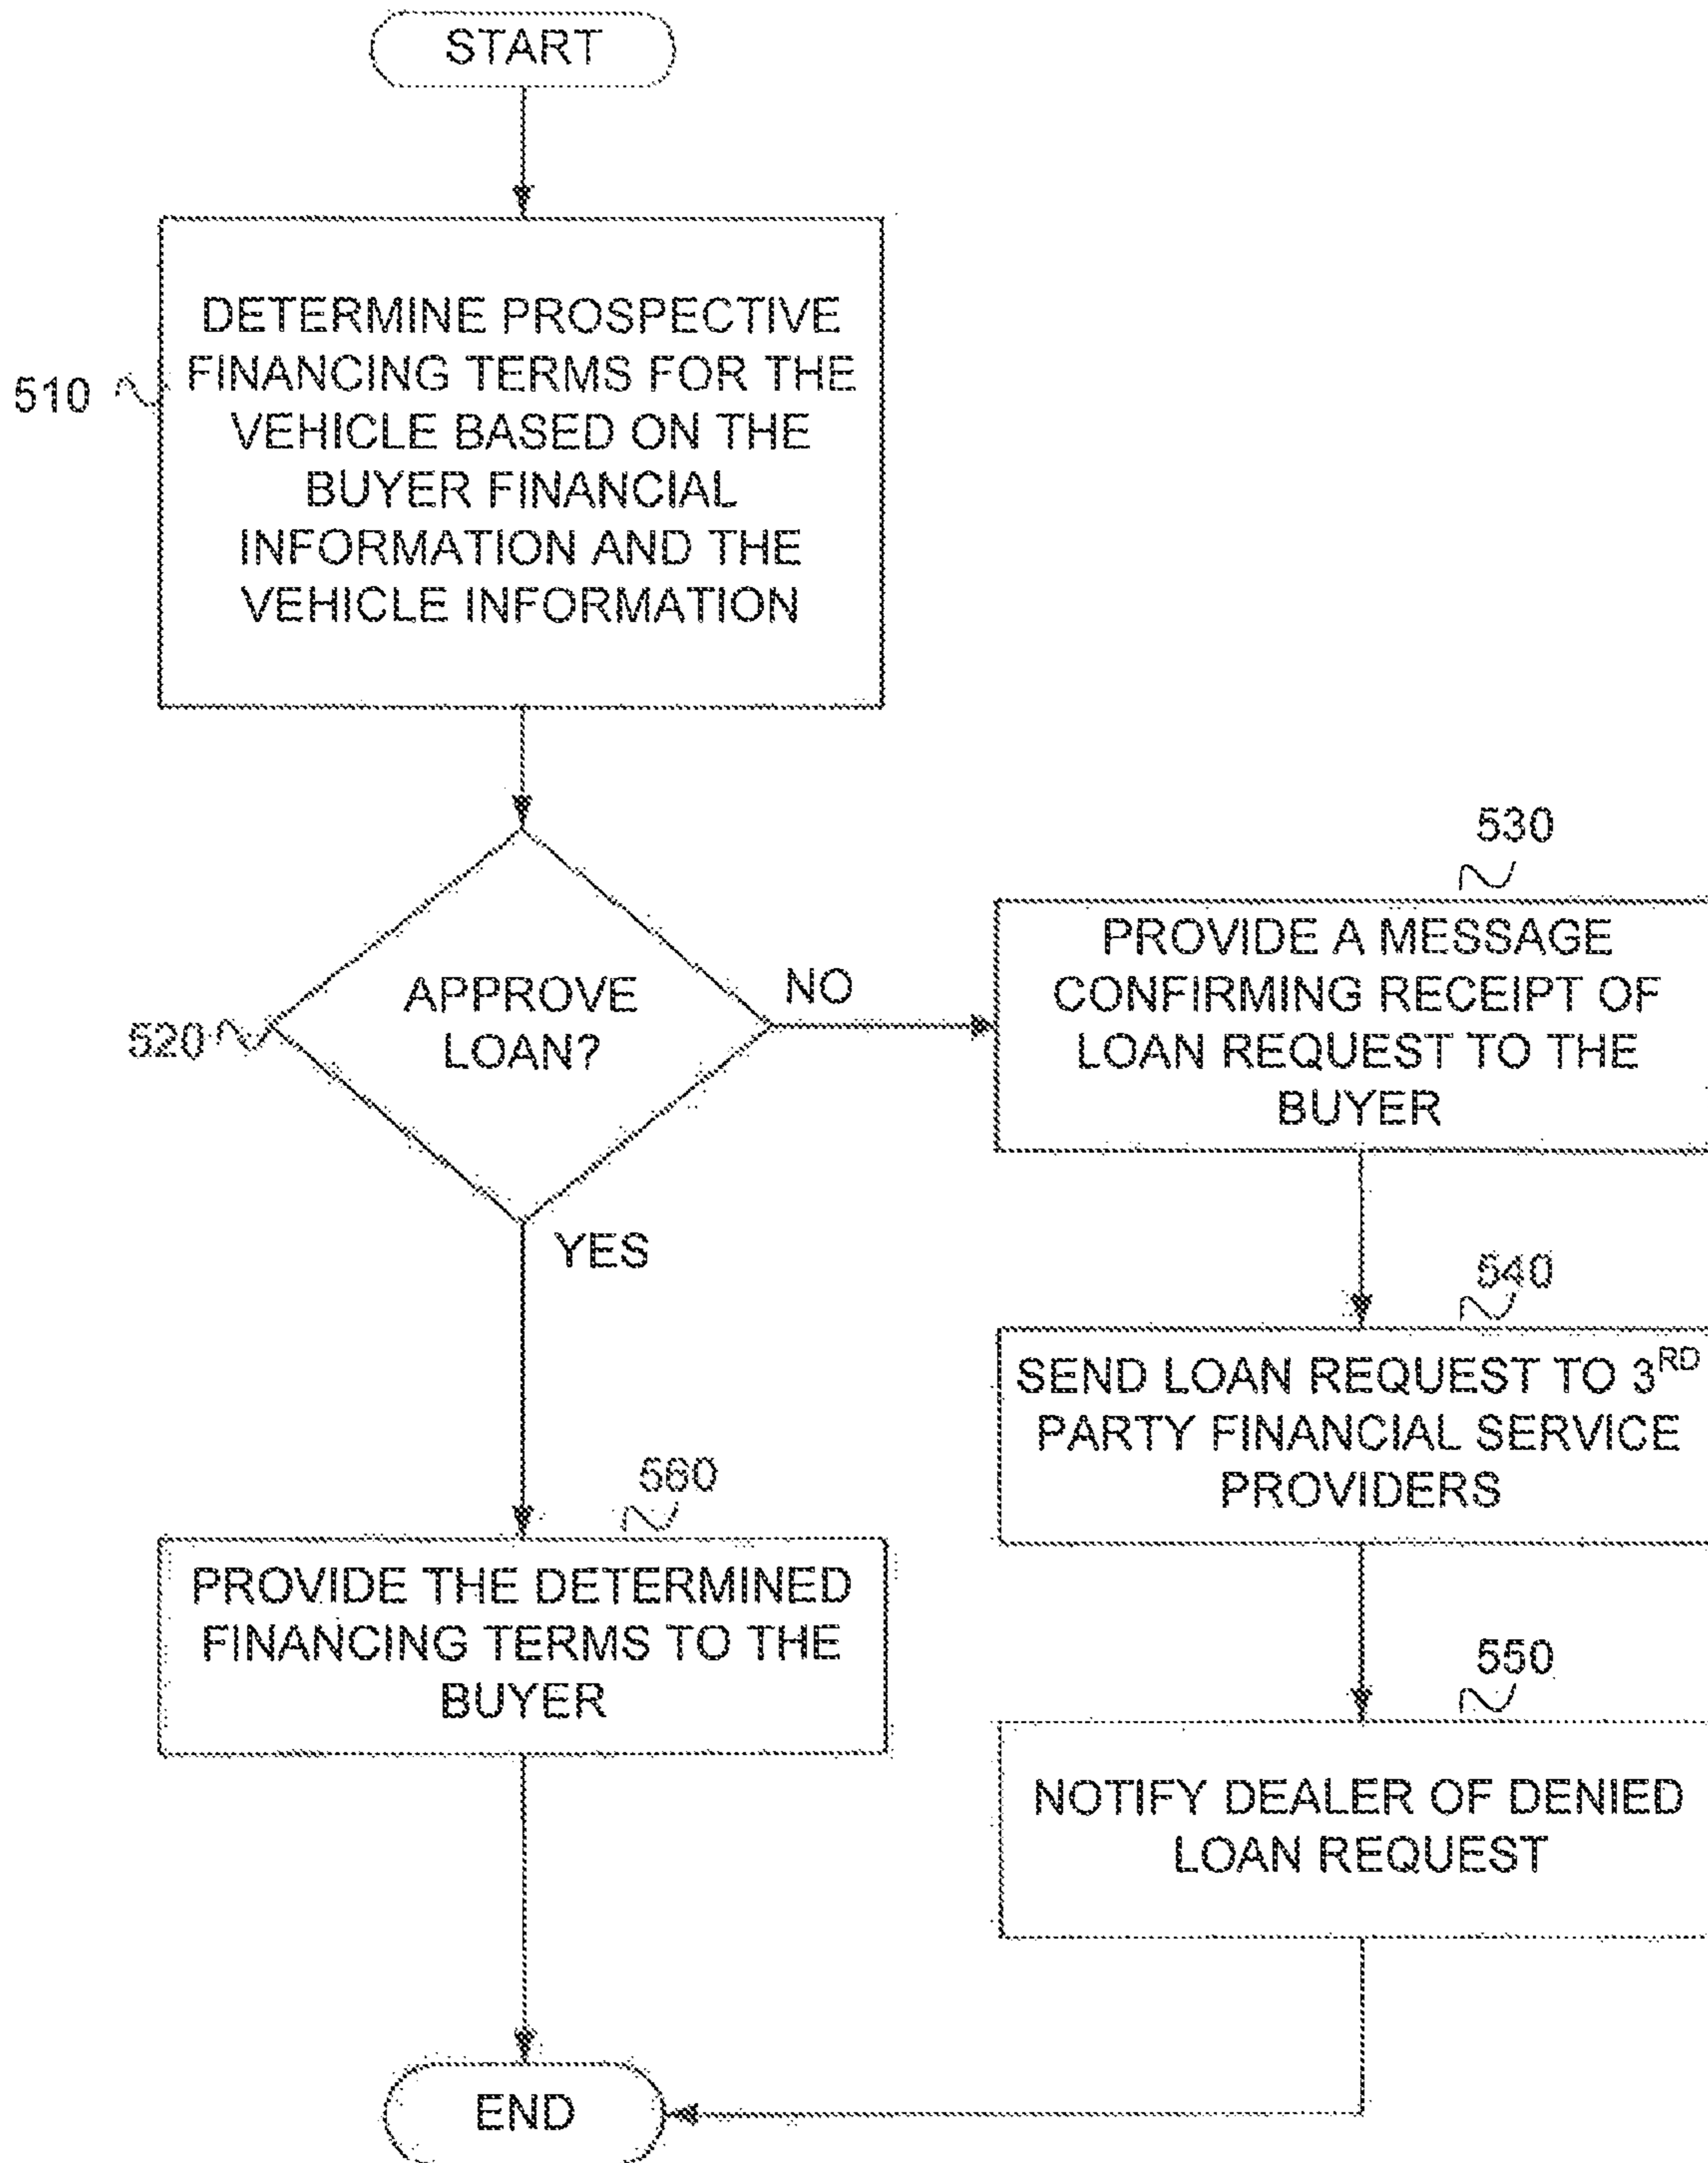 START
510
DETERMINE PROSPECTIVE
FINANCING TERMS FOR THE
VEHICLE BASED ON THE
BUYER FINANCIAL
INFORMATION AND THE
VEHICLE INFORMATION
520
APPROVE
LOAN?
NO
YES
530
PROVIDE A MESSAGE
CONFIRMING RECEIPT OF
LOAN REQUEST TO THE
BUYER
540
SEND LOAN REQUEST TO 3RD
PARTY FINANCIAL SERVICE
PROVIDERS
550
NOTIFY DEALER OF DENIED
LOAN REQUEST
560
PROVIDE THE DETERMINED
FINANCING TERMS TO THE
BUYER
END